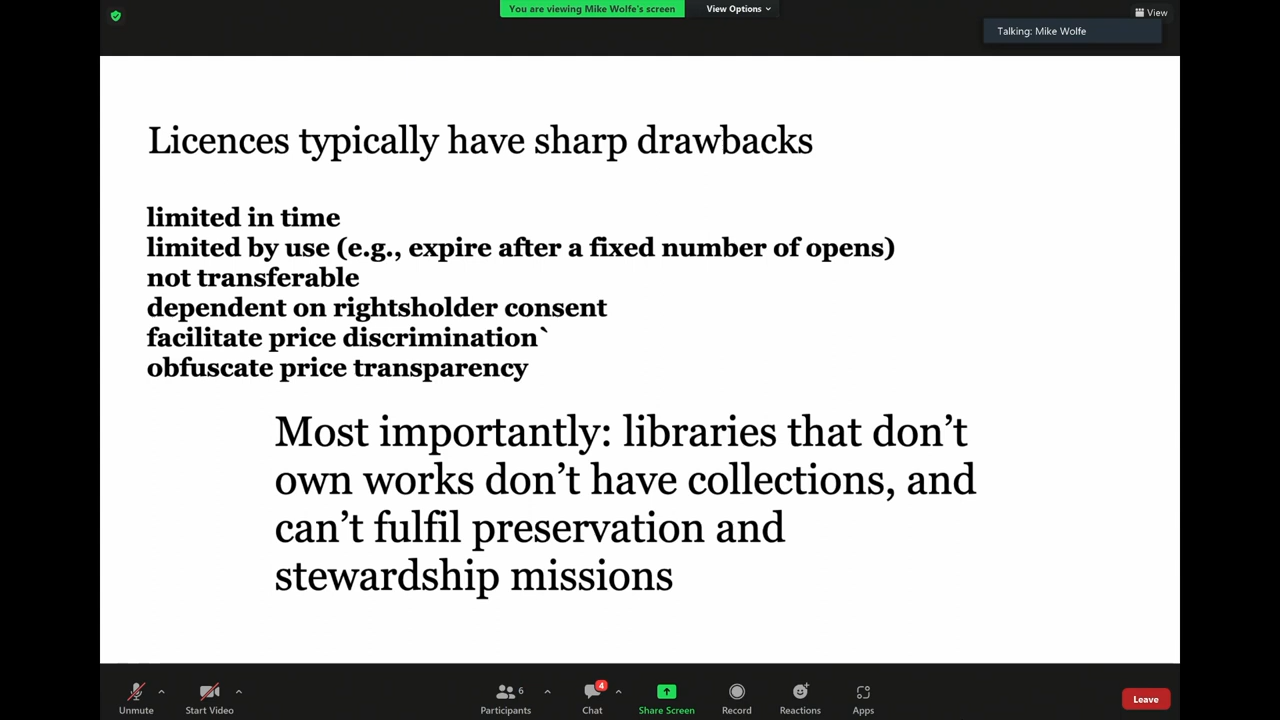 You are viewing Mike Wolfe's screen
View Options
View
Talking: Mike Wolfe
Licences typically have sharp drawbacks
limited in time
limited by use (e.g., expire after a fixed number of opens)
not transferable
dependent on rightsholder consent
facilitate price discrimination`
obfuscate price transparency
Most importantly: libraries that don’t
own works don’t have collections, and
can’t fulfil preservation and
stewardship missions
6
4
Unmute
Start Video
Participants
Chat
Share Screen
Record
Reactions
Apps
Leave